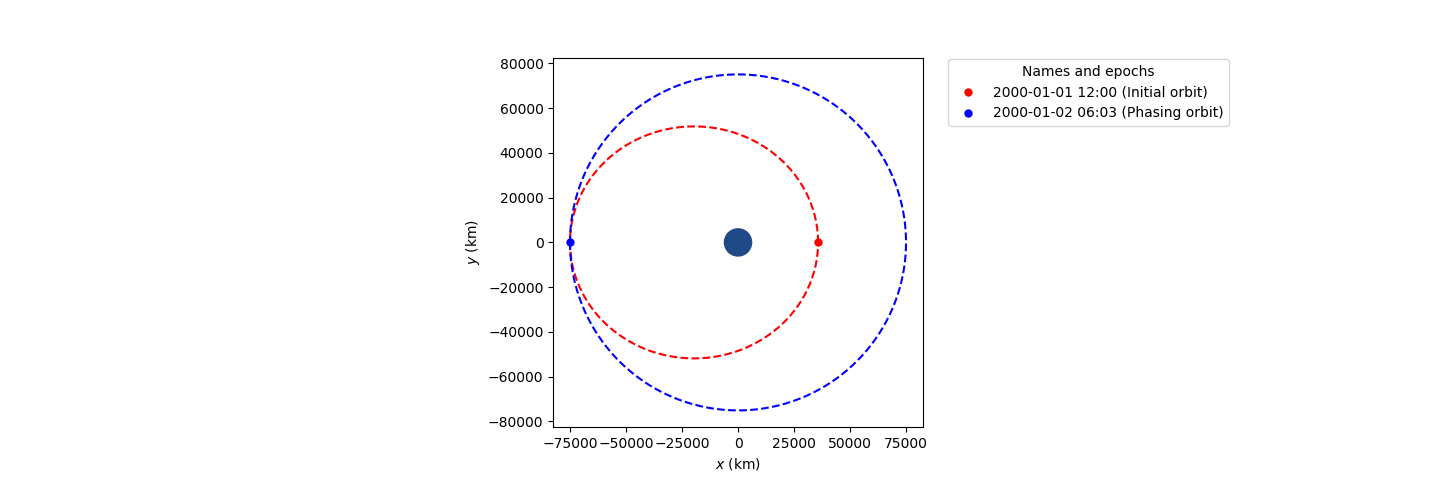 Names and epochs
2000-01-01 12:00 (Initial orbit)
2000-01-02 06:03 (Phasing orbit)
80000
60000
40000
20000
0
−20000
−40000
−60000
−80000
y (km)
−75000 −50000 −25000 0 25000 50000 75000
x (km)